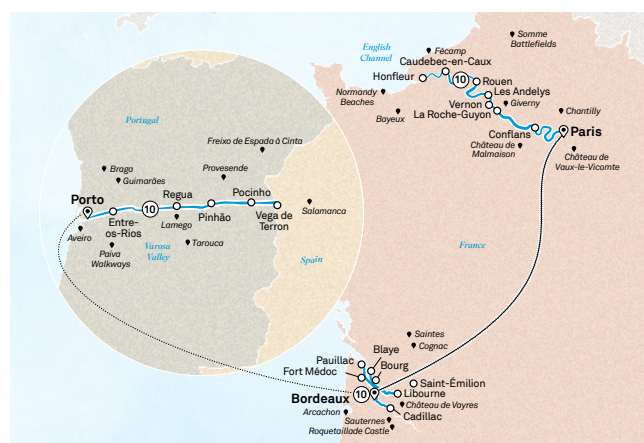 English
Channel
Fécamp
Somme
Battlefields
Caudebec-en-Caux
Honfleur
10
Rouen
Les Andelys
Normandy
Beaches
Vernon
Giverny
Bayeux
La Roche-Guyon
Chantilly
Conflans
Paris
Château de
Malmaison
Château de
Vaux-le-Vicomte
Portugal
Freixo de Espada à Cinta
Braga
Guimarães
Provesende
Porto
Regua
Pocinho
10
Salamanca
Entre-
os-Rios
Pinhão
Vega de
Terron
Lamego
Aveiro
Paiva
Walkways
Varosa
Valley
Tarouca
Spain
France
Saintes
Cognac
Blaye
Pauillac
Bourg
Fort Médoc
Saint-Émilion
10
Libourne
Bordeaux
Château de Vayres
Arcachon
Cadillac
Sauternes
Roquetaillade Castle